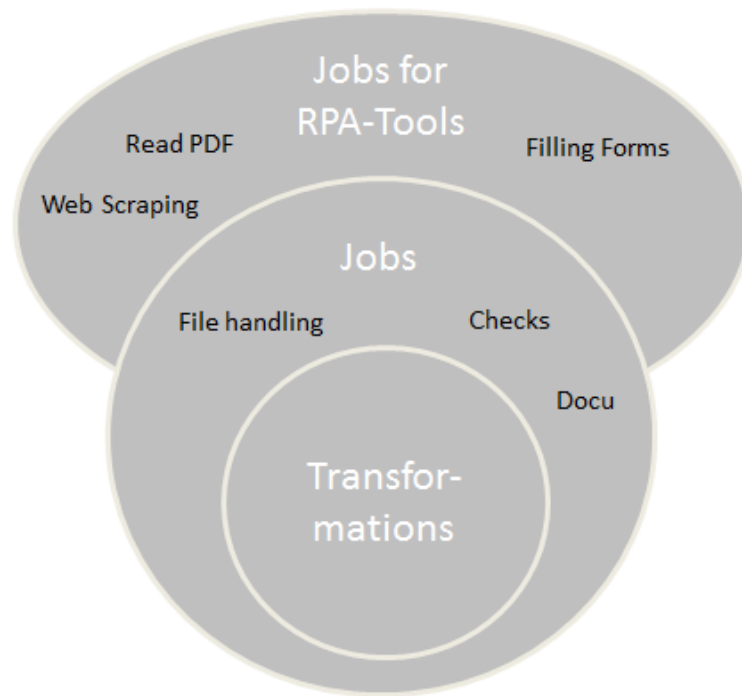 Jobs for
RPA-Tools
Read PDF
Filling Forms
Web Scraping
Jobs
File handling
Checks
Docu
Transfor-
mations